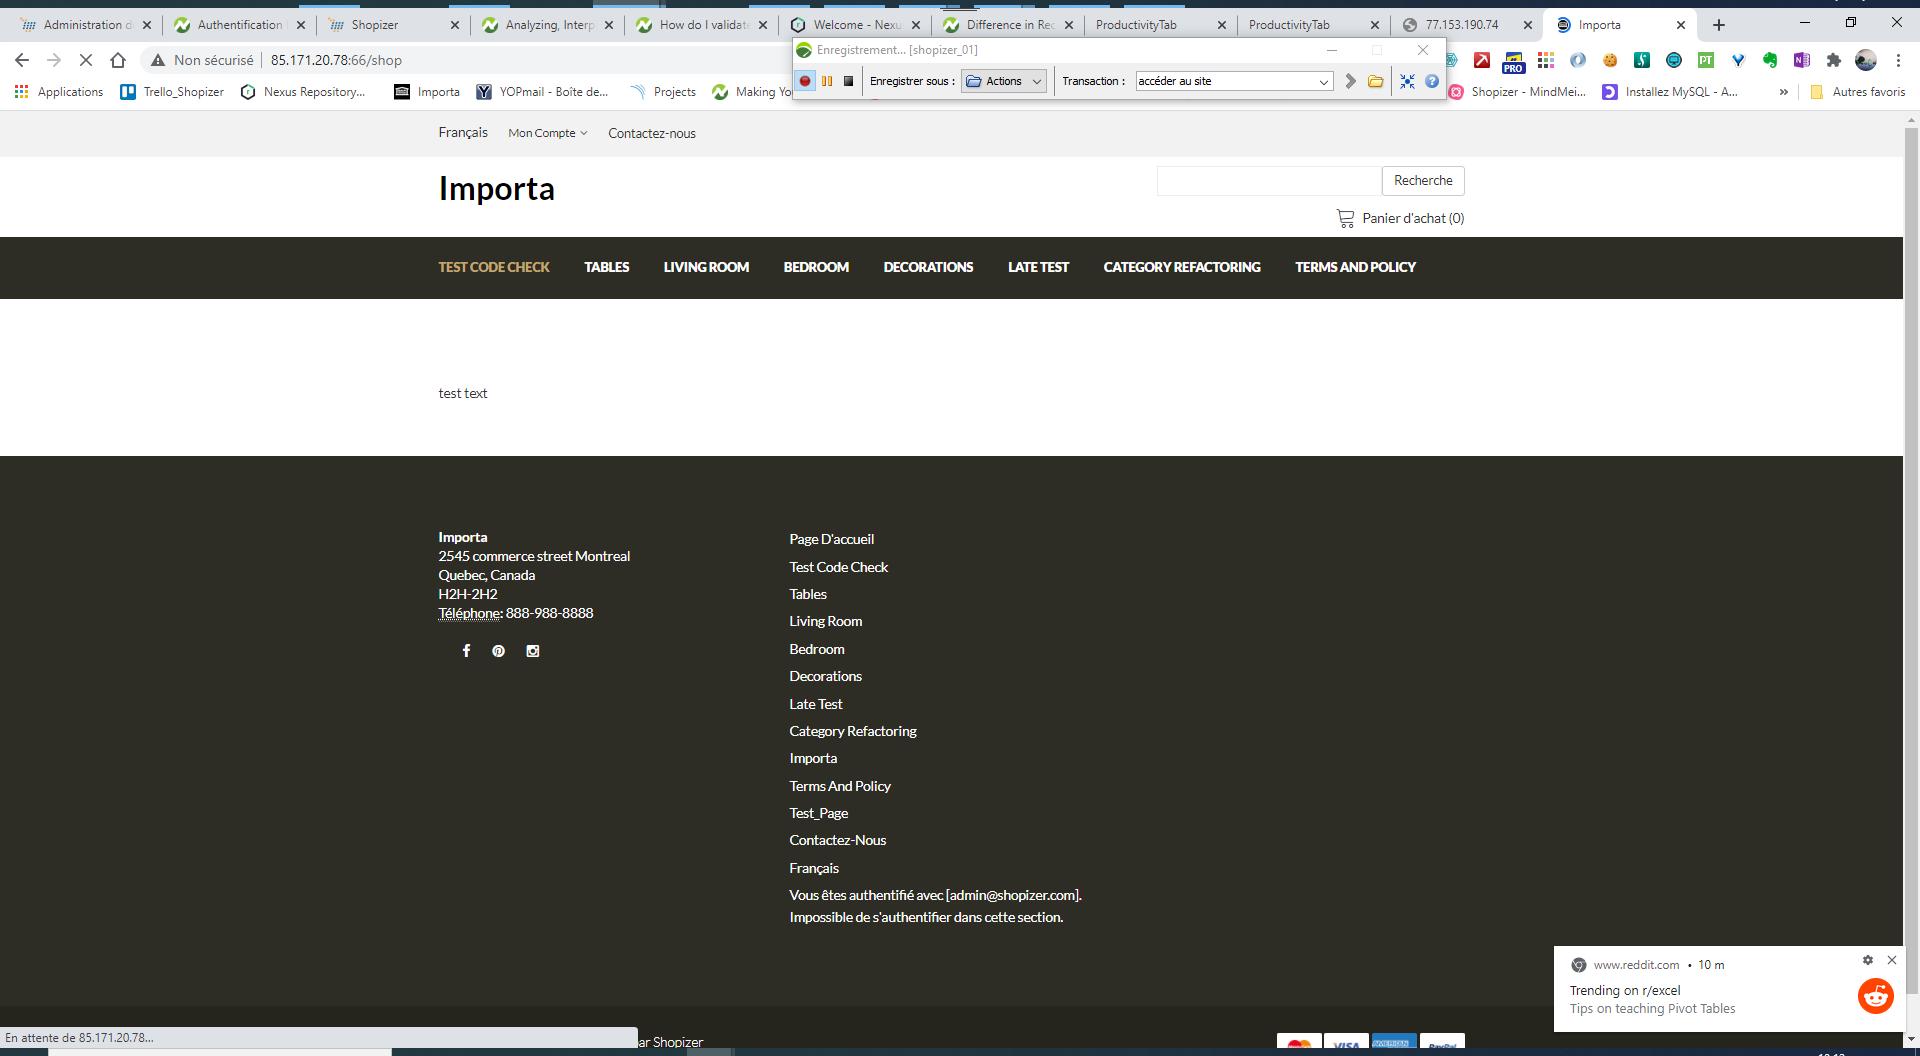 Administration d
Authentification
Shopizer
Analyzing, Interp
How do I validate
Welcome - Nexu
Difference in Rec
ProductivityTab
ProductivityTab
77.153.190.74
Importa
Enregistrement... [shopizer_01]
Non sécurisé
85.171.20.78:66/shop
Enregistrer sous :
Actions
Transaction :
accéder au site
PRO
PT
Applications
Trello_Shopizer
Nexus Repository...
Importa
YOPmail - Boîte de...
Projects
Making Yo
Shopizer - MindMei...
Installez MySQL - A...
Autres favoris
Français
Mon Compte
Contactez-nous
Importa
Recherche
Panier d'achat (0)
TEST CODE CHECK
TABLES
LIVING ROOM
BEDROOM
DECORATIONS
LATE TEST
CATEGORY REFACTORING
TERMS AND POLICY
test text
Importa
2545 commerce street Montreal
Quebec, Canada
H2H-2H2
Téléphone: 888-988-8888
Page D'accueil
Test Code Check
Tables
Living Room
Bedroom
Decorations
Late Test
Category Refactoring
Importa
Terms And Policy
Test_Page
Contactez-Nous
Français
Vous êtes authentifié avec [admin@shopizer.com].
Impossible de s'authentifier dans cette section.
www.reddit.com • 10 m
Trending on r/excel
Tips on teaching Pivot Tables
En attente de 85.171.20.78...
ar Shopizer
VISA
AMERICAN
PayPal